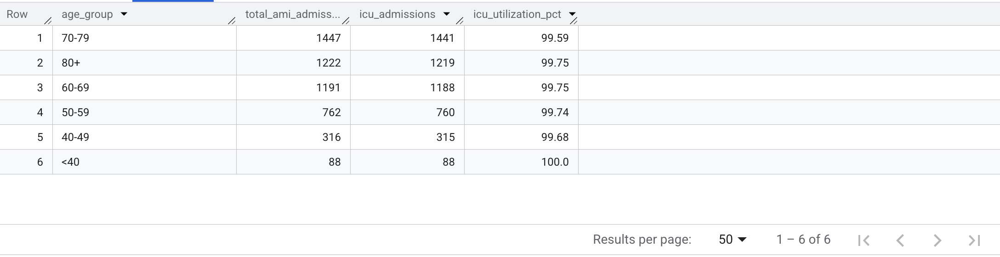 Row age_group total_ami_admiss... icu_admissions icu_utilization_pct
1 70-79 1447 1441 99.59
2 80+ 1222 1219 99.75
3 60-69 1191 1188 99.75
4 50-59 762 760 99.74
5 40-49 316 315 99.68
6 <40 88 88 100.0
Results per page: 50 1 – 6 of 6